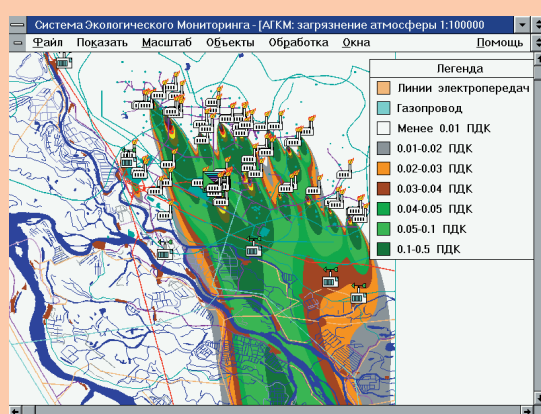 Система Экологического Мониторинга - [АГКМ: загрязнение атмосферы 1:100000
Файл Показать Масштаб Объекты Обработка Окна Помощь
Легенда
Линии электропередач
Газопровод
Менее 0.01 ПДК
0.01-0.02 ПДК
0.02-0.03 ПДК
0.03-0.04 ПДК
0.04-0.05 ПДК
0.05-0.1 ПДК
0.1-0.5 ПДК